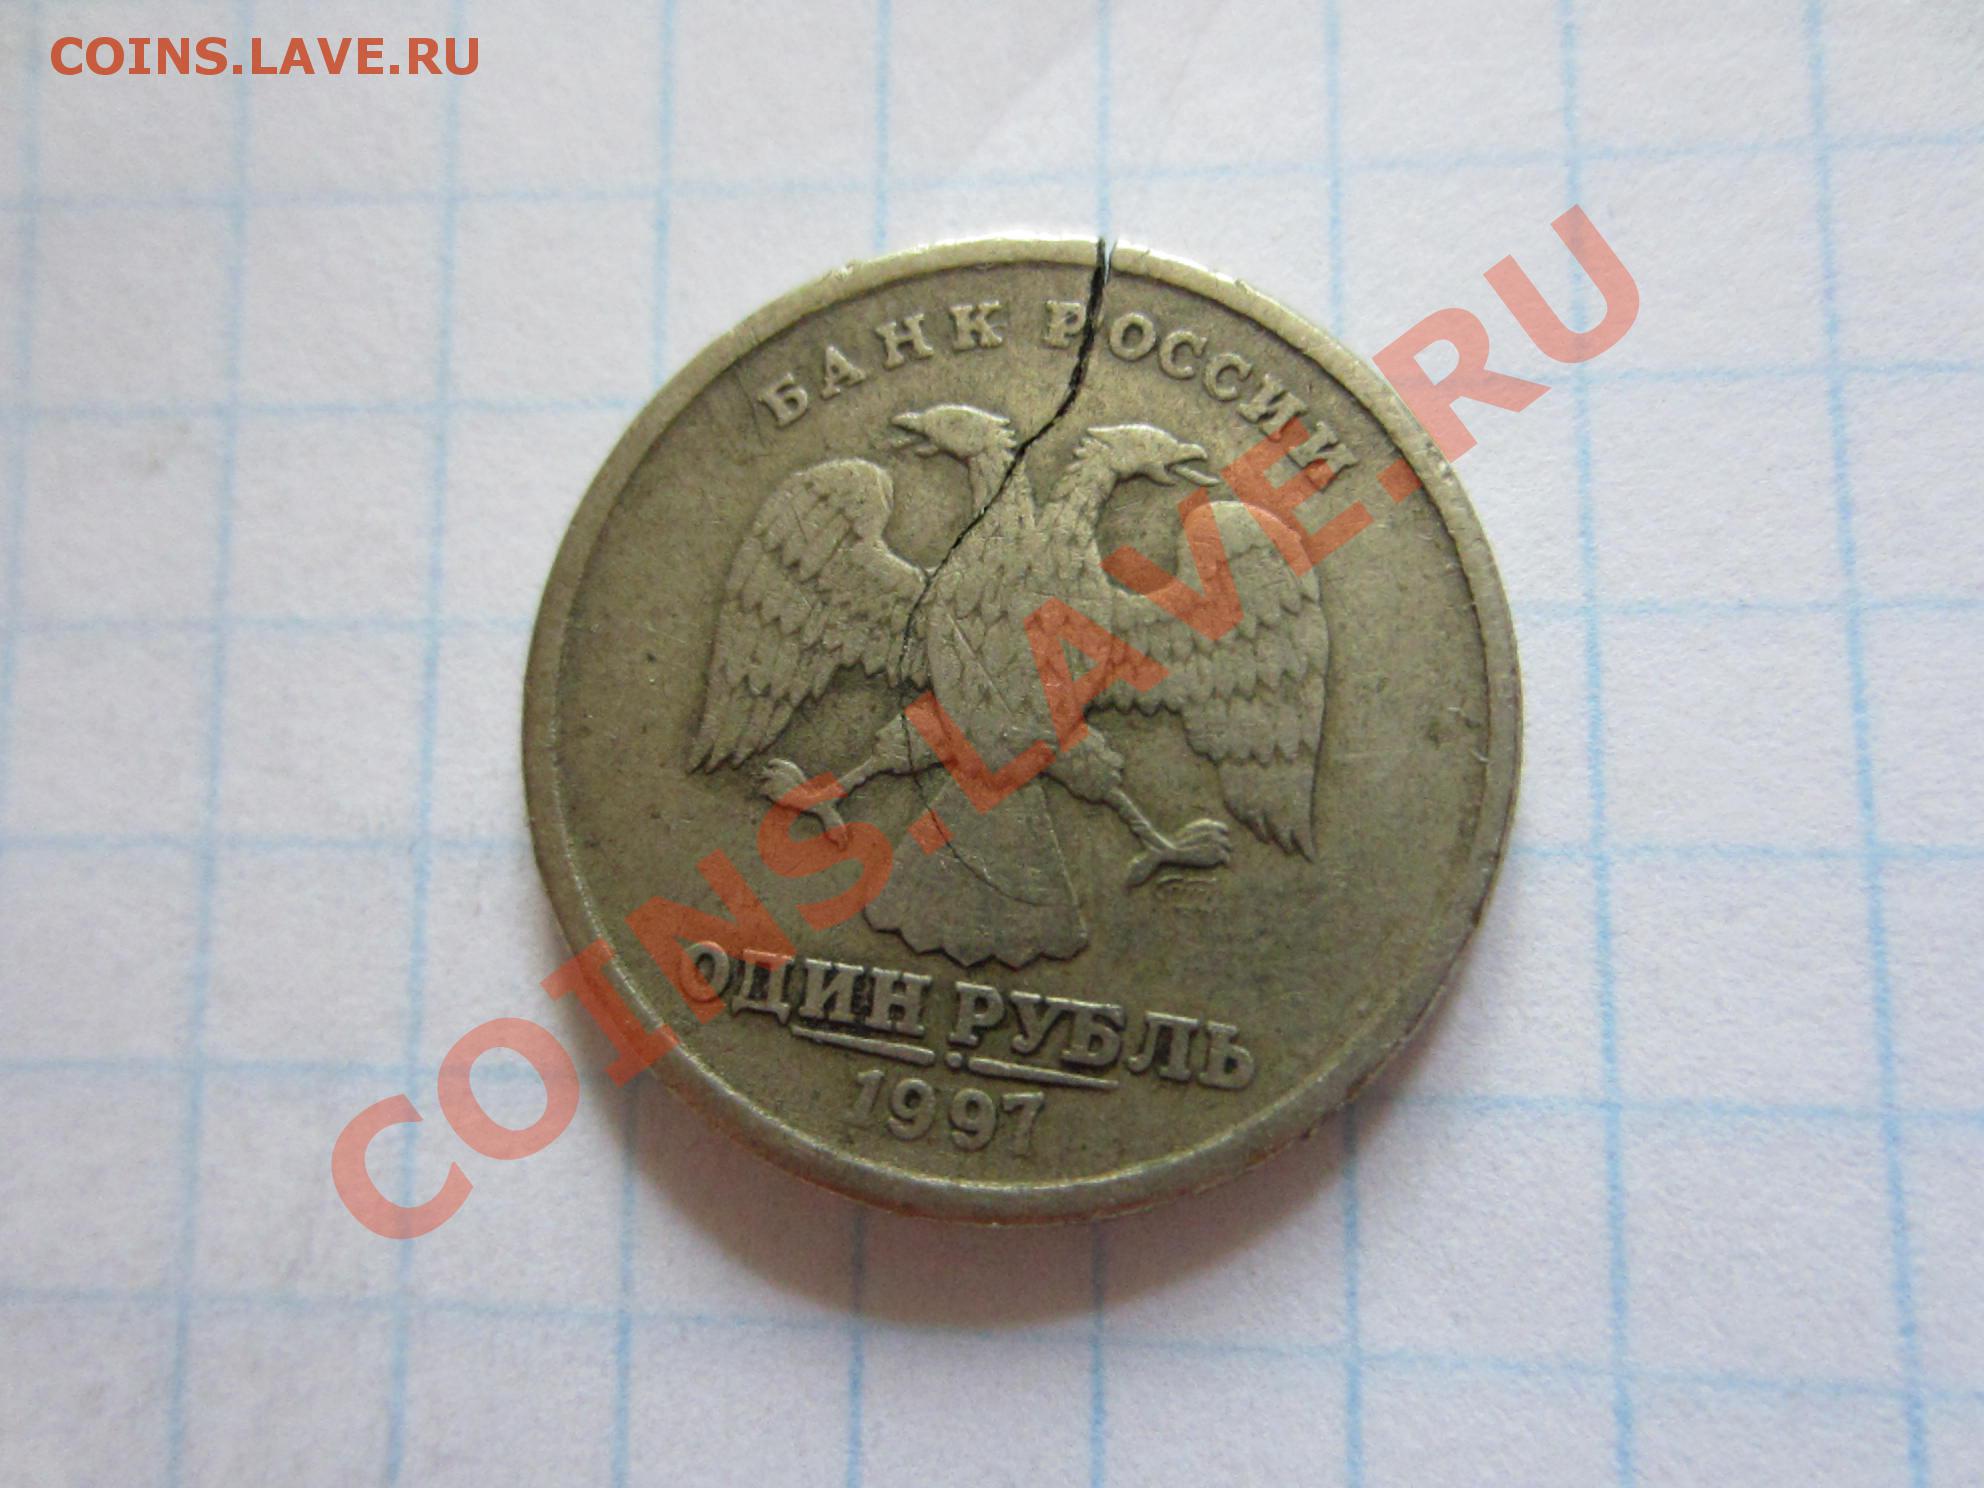 COINS.LAVE.RU
БАНК РОССИИ
COINS.LAVE.RU
ОДИН РУБЛЬ
1997